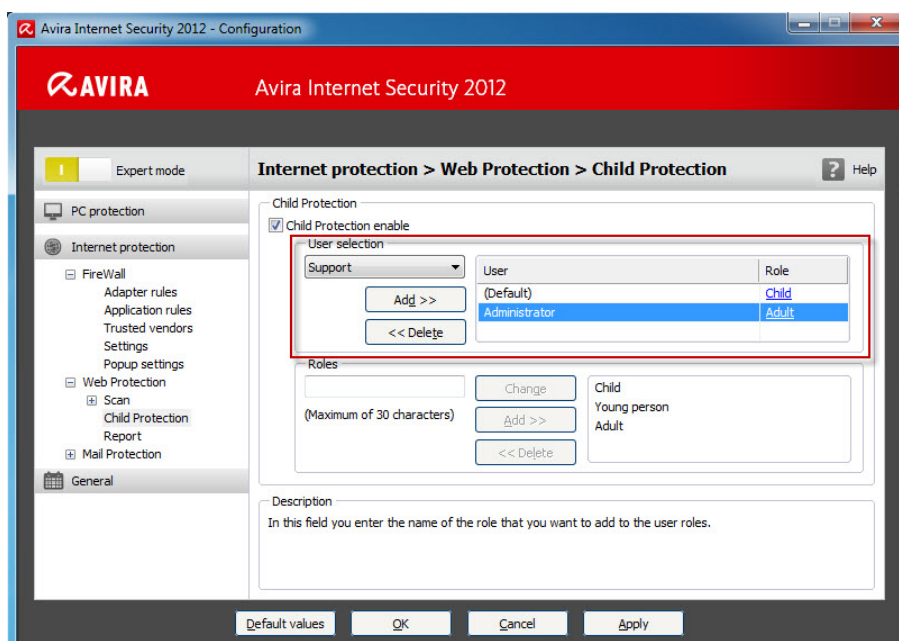 Avira Internet Security 2012 - Configuration
AVIRA
Avira Internet Security 2012
Expert mode
Internet protection > Web Protection > Child Protection
Help
PC protection
Internet protection
FireWall
Adapter rules
Application rules
Trusted vendors
Settings
Popup settings
Web Protection
Scan
Child Protection
Report
Mail Protection
General
Child Protection
Child Protection enable
User selection
Support
Add >>
<< Delete
User Role
(Default) Child
Administrator Adult
Roles
(Maximum of 30 characters)
Change
Add >>
<< Delete
Child
Young person
Adult
Description
In this field you enter the name of the role that you want to add to the user roles.
Default values OK Cancel Apply